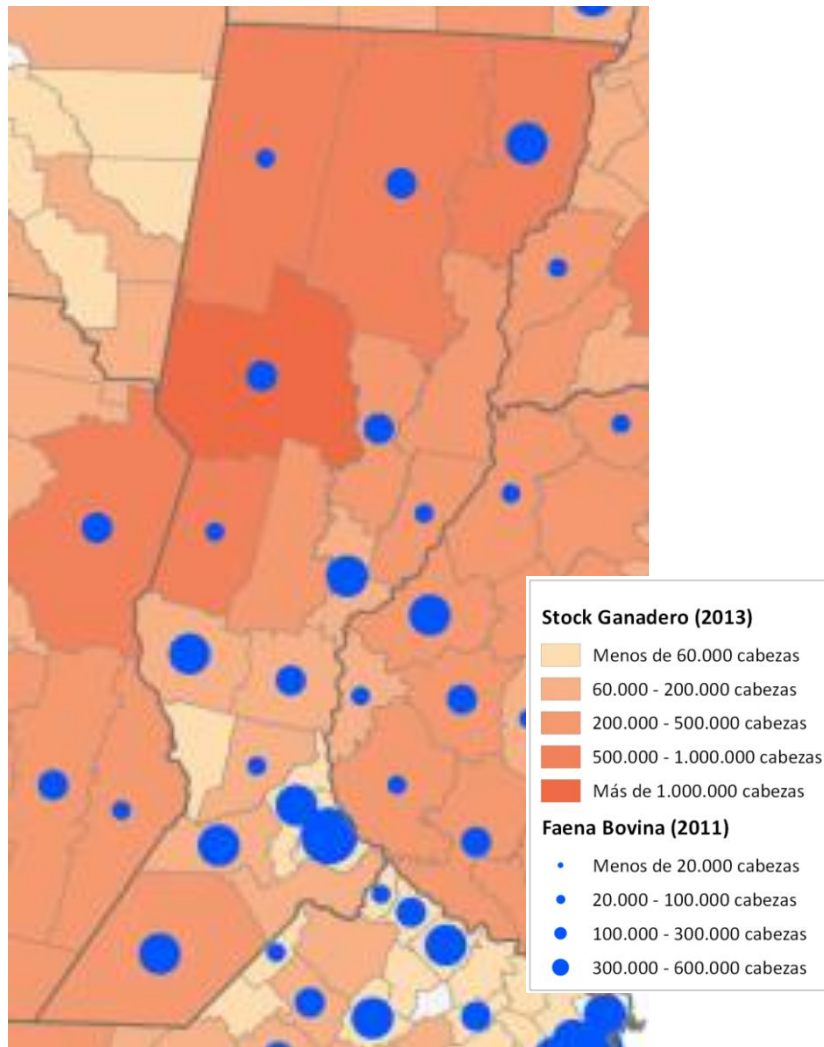 Stock Ganadero (2013)
Menos de 60.000 cabezas
60.000 - 200.000 cabezas
200.000 - 500.000 cabezas
500.000 - 1.000.000 cabezas
Más de 1.000.000 cabezas
Faena Bovina (2011)
Menos de 20.000 cabezas
20.000 - 100.000 cabezas
100.000 - 300.000 cabezas
300.000 - 600.000 cabezas